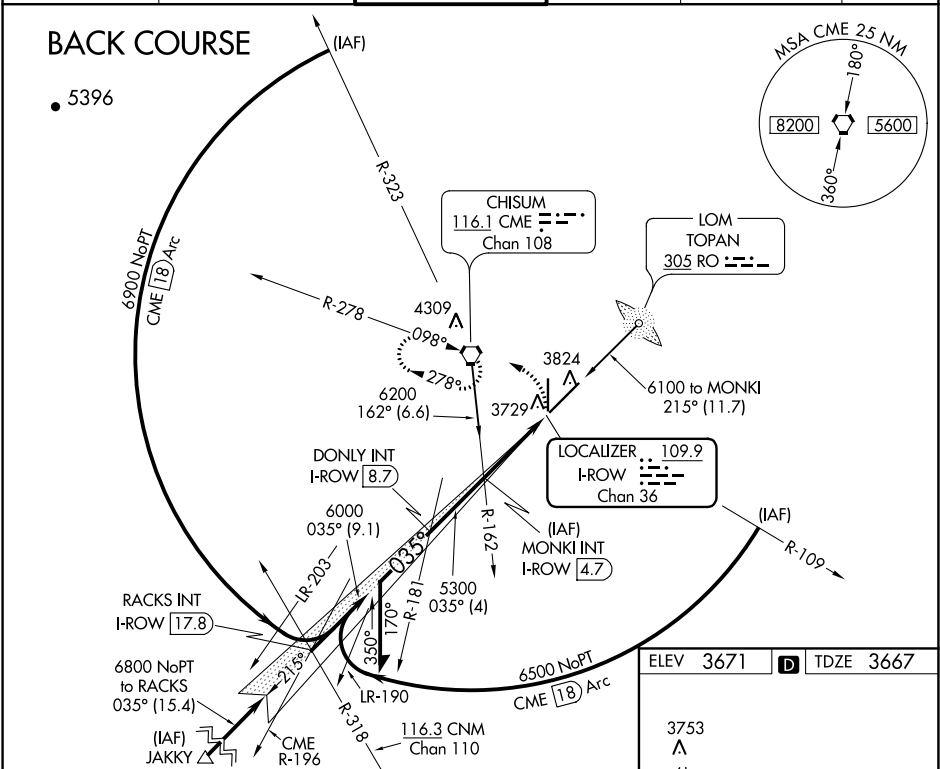 BACK COURSE
5396
(IAF)
MSA CME 25 NM
180°
8200
5600
360°
R-323
CHISUM
116.1 CME
Chan 108
LOM
TOPAN
305 RO
6900 NoPT
CME 18 Arc
R-278
4309
098°
278°
3824
3729
6100 to MONKI
215° (11.7)
6200
162° (6.6)
LOCALIZER 109.9
I-ROW
Chan 36
DONLY INT
I-ROW 8.7
6000
035° (9.1)
R-162
(IAF)
MONKI INT
I-ROW 4.7
(IAF)
R-109
LR-203
035°
R-181
5300
035° (4)
RACKS INT
I-ROW 17.8
350°
170°
215°
6800 NoPT
to RACKS
035° (15.4)
LR-190
6500 NoPT
CME 18 Arc
R-318
(IAF)
JAKKY
CME
R-196
116.3 CNM
Chan 110
ELEV 3671
D
TDZE 3667
3753